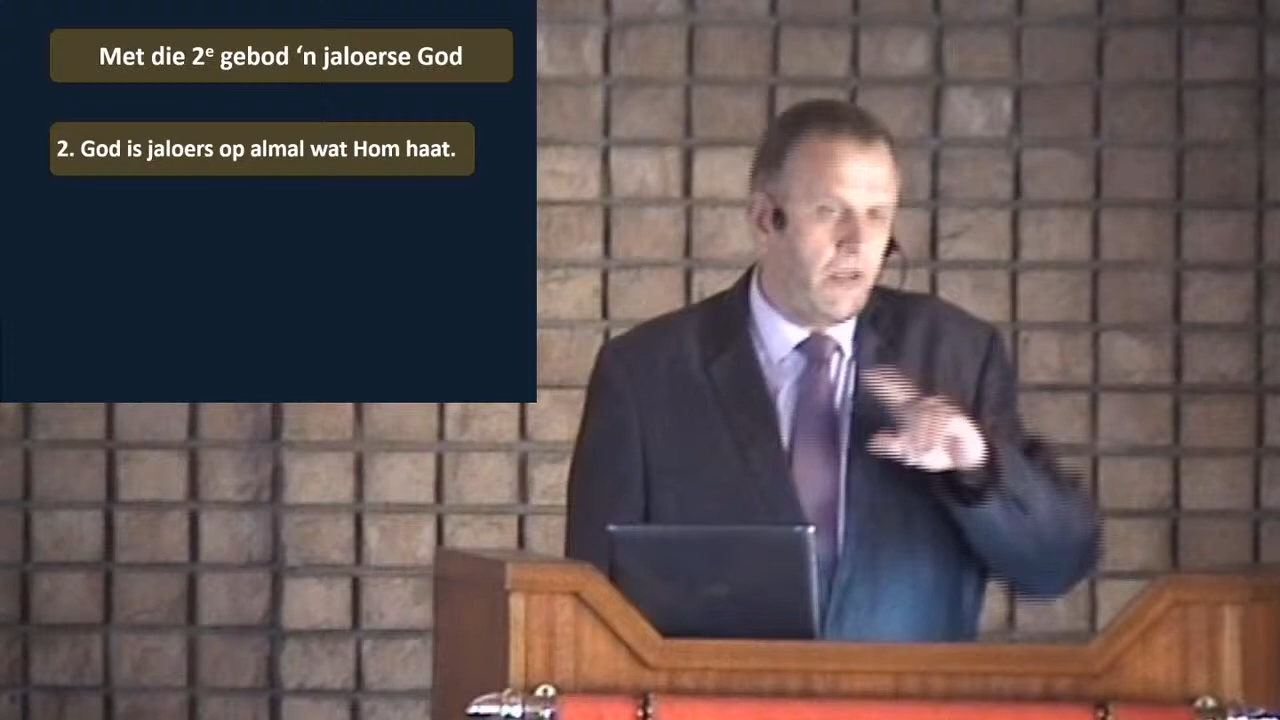 Met die 2e gebod ‘n jaloerse God
2. God is jaloers op almal wat Hom haat.